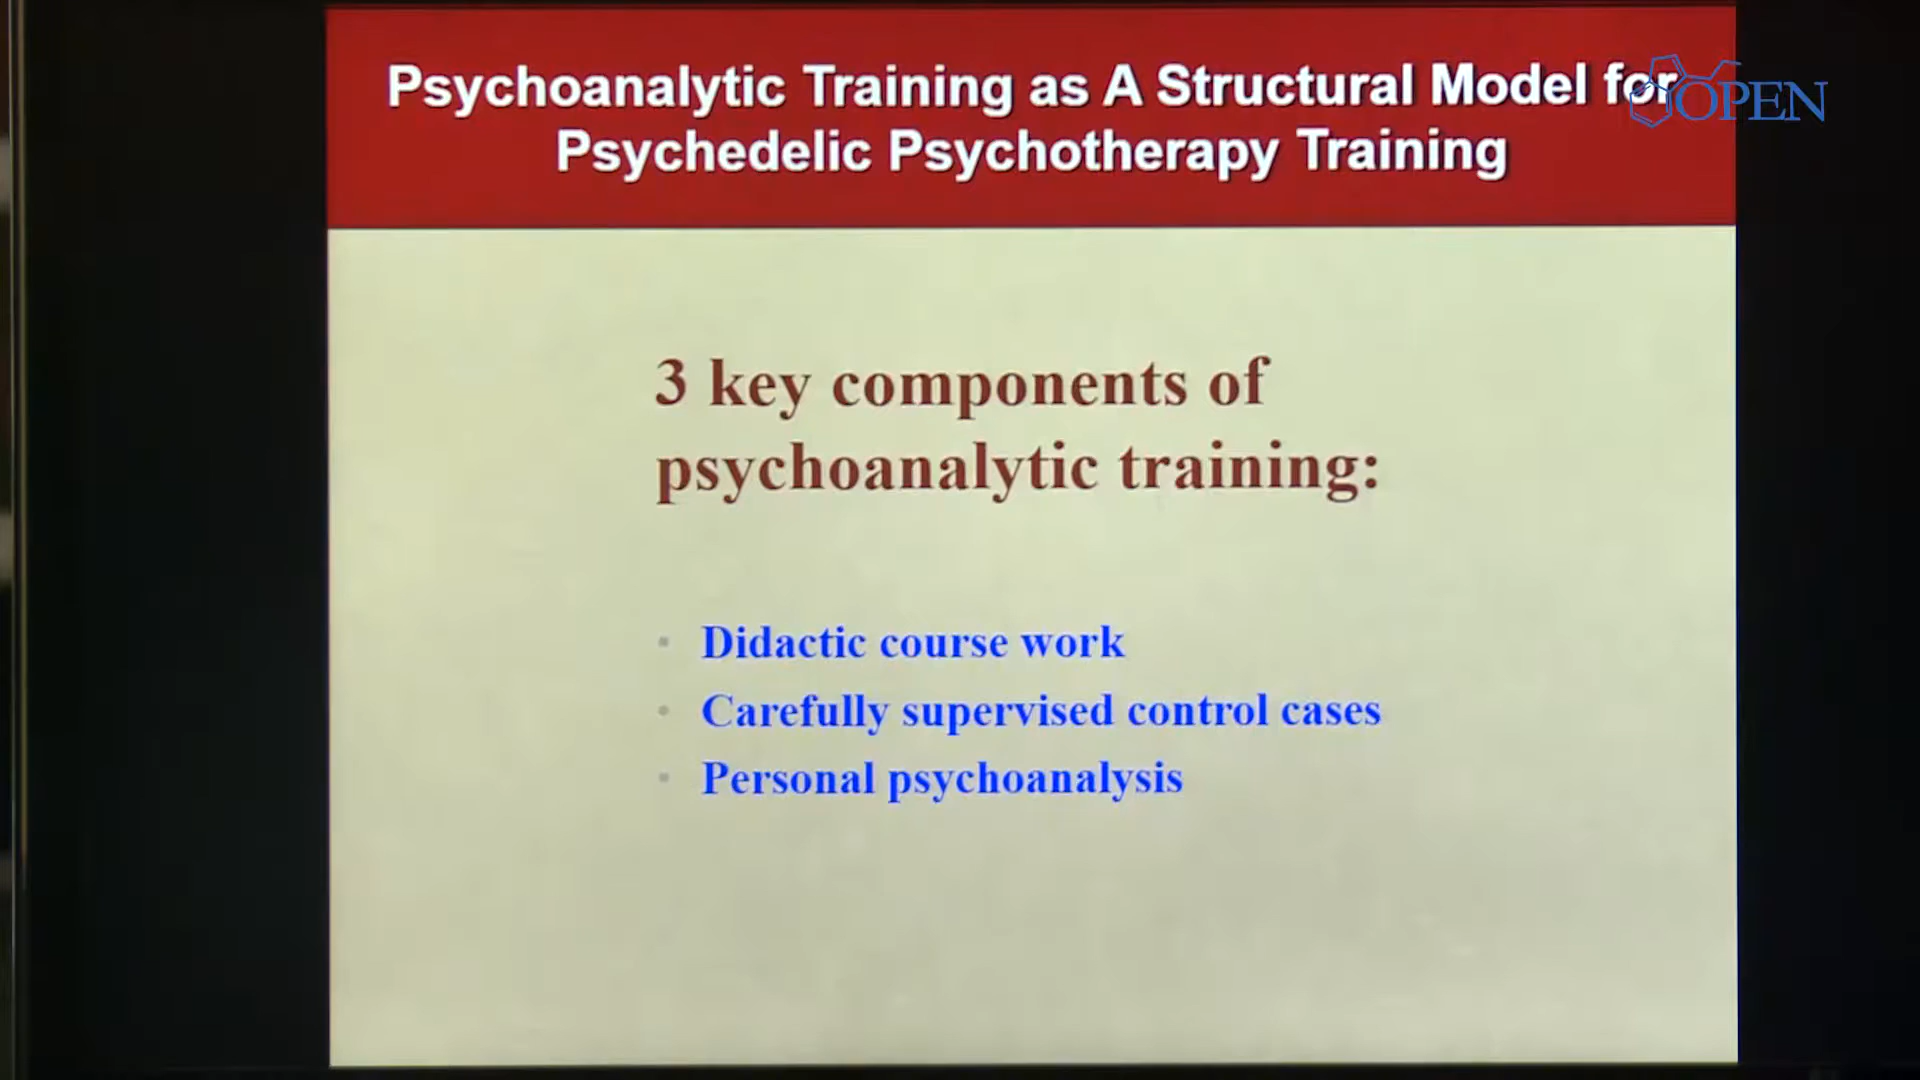 Psychoanalytic Training as A Structural Model for
OPEN
Psychedelic Psychotherapy Training
3 key components of
psychoanalytic training:
• Didactic course work
• Carefully supervised control cases
• Personal psychoanalysis